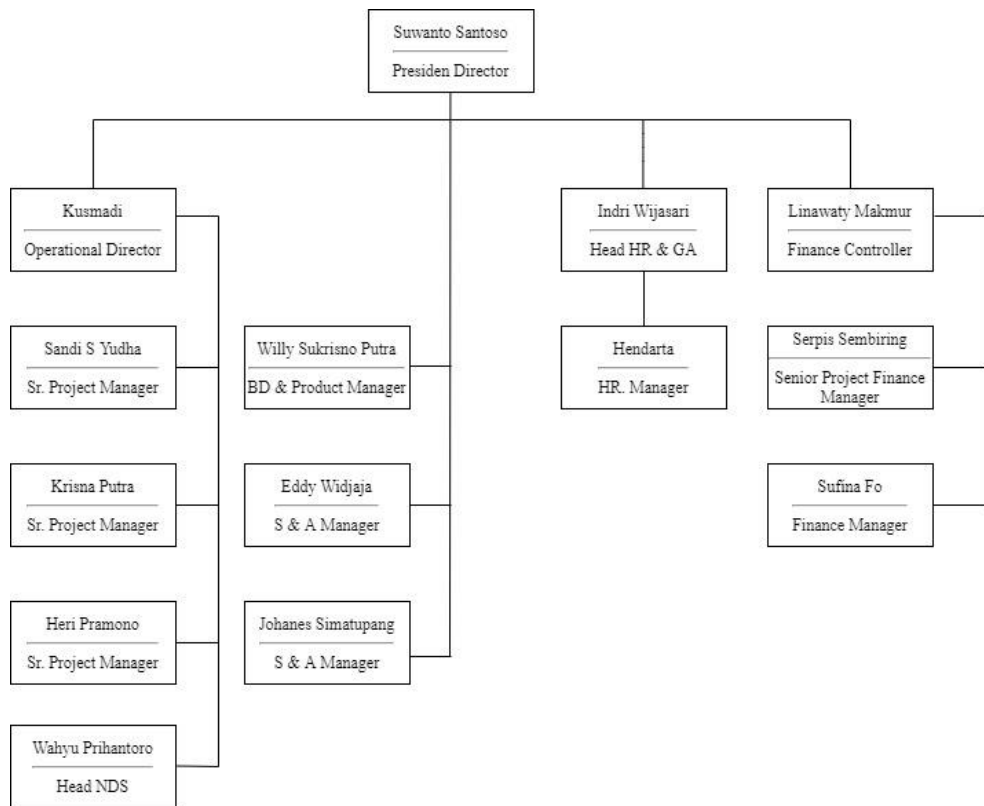 Suwanto Santoso
Presiden Director
Kusmadi
Operational Director
Indri Wijasari
Head HR & GA
Linawaty Makmur
Finance Controller
Sandi S Yudha
Sr. Project Manager
Willy Sukrisno Putra
BD & Product Manager
Hendarta
HR. Manager
Serpis Sembiring
Senior Project Finance
Manager
Krisna Putra
Sr. Project Manager
Eddy Widjaja
S & A Manager
Sufina Fo
Finance Manager
Heri Pramono
Sr. Project Manager
Johanes Simatupang
S & A Manager
Wahyu Prihantoro
Head NDS